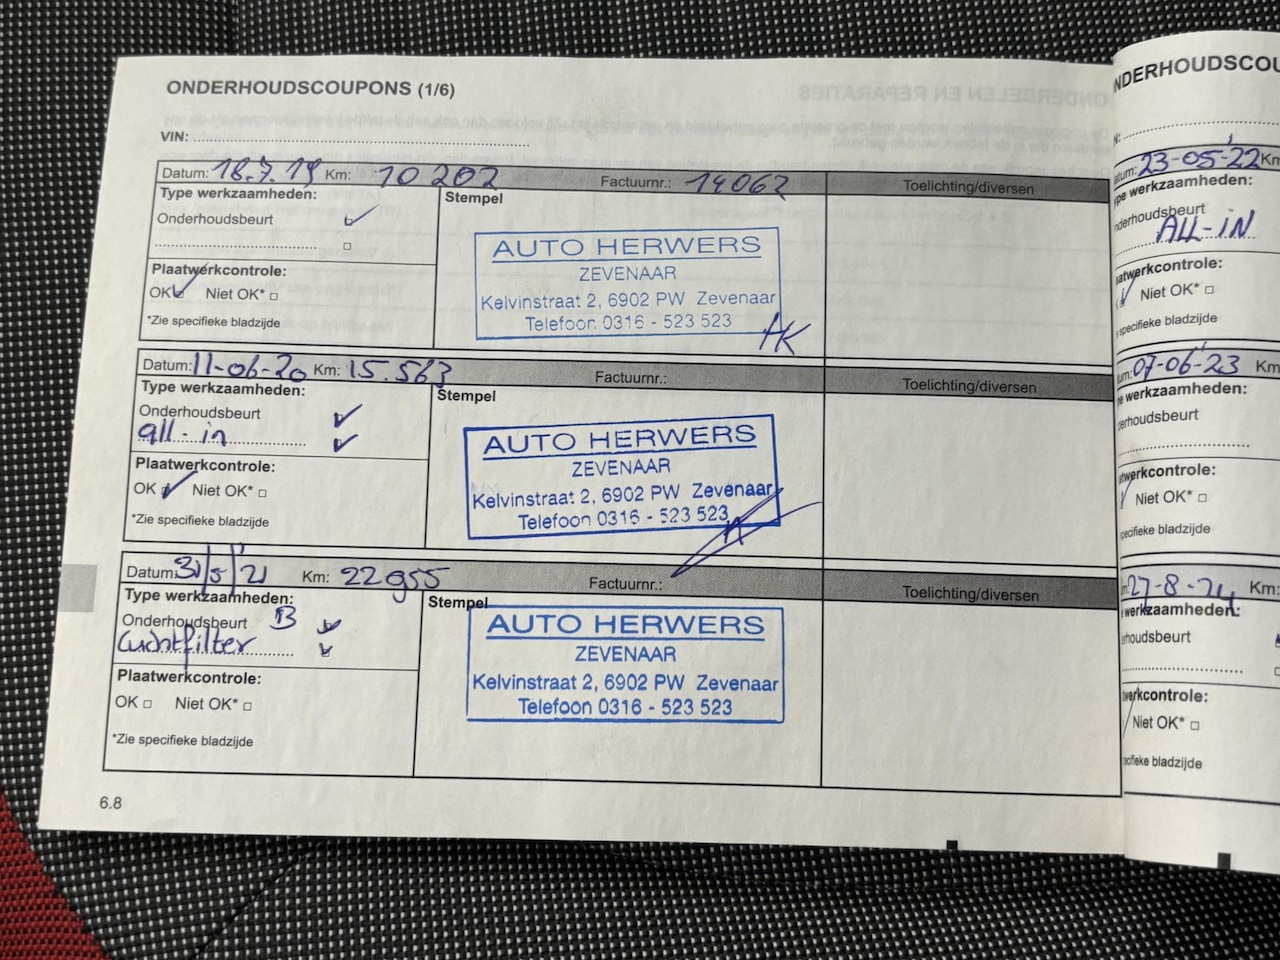 ONDERHOUDSCOUPONS (1/6)
VIN:
Datum: 18.7.19 Km: 10 202 Factuurnr.: 14062 Toelichting/diversen
Type werkzaamheden:
Stempel
Onderhoudsbeurt
Plaatwerkcontrole:
OK Niet OK*
*Zie specifieke bladzijde
AUTO HERWERS
ZEVENAAR
Kelvinstraat 2, 6902 PW Zevenaar
Telefoon 0316 - 523 523
HK
Datum: 11-06-20 Km: 15.563 Factuurnr.: Toelichting/diversen
Type werkzaamheden:
Stempel
Onderhoudsbeurt
all-in
Plaatwerkcontrole:
OK Niet OK*
*Zie specifieke bladzijde
AUTO HERWERS
ZEVENAAR
Kelvinstraat 2, 6902 PW Zevenaar
Telefoon 0316 - 523 523
Datum: 31/5/21 Km: 22955 Factuurnr.: Toelichting/diversen
Type werkzaamheden:
Stempel
Onderhoudsbeurt B
Luchtfilter
Plaatwerkcontrole:
OK Niet OK*
*Zie specifieke bladzijde
AUTO HERWERS
ZEVENAAR
Kelvinstraat 2, 6902 PW Zevenaar
Telefoon 0316 - 523 523
6.8
NDERHOUDSCOU
N:
atum: 23-05-22 Km
ype werkzaamheden:
nderhoudsbeurt
ALL-IN
aatwerkcontrole:
Niet OK*
specifieke bladzijde
um: 07-06-23 Km
e werkzaamheden:
derhoudsbeurt
atwerkcontrole:
Niet OK*
specifieke bladzijde
m: 27-8-24 Km:
werkzaamheden:
rhoudsbeurt
werkcontrole:
Niet OK*
ecifieke bladzijde